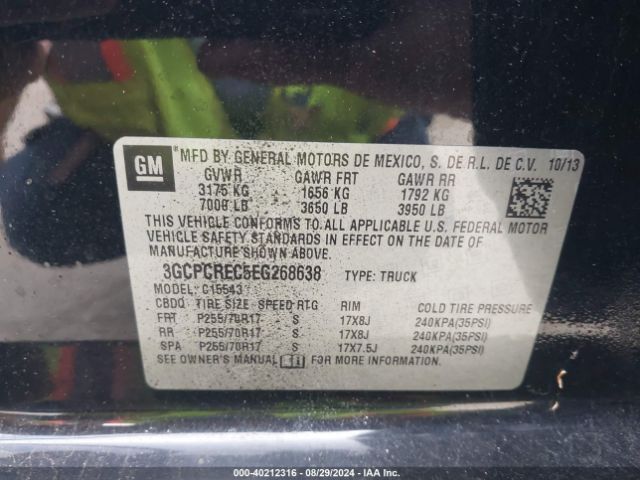 GM MFD BY GENERAL MOTORS DE MEXICO, S. DE R.L. DE C.V. 10/13
GVWR GAWR FRT GAWR RR
3175 KG 1656 KG 1792 KG
7000 LB 3650 LB 3950 LB
THIS VEHICLE CONFORMS TO ALL APPLICABLE U.S. FEDERAL MOTOR
VEHICLE SAFETY STANDARDS IN EFFECT ON THE DATE OF
MANUFACTURE SHOWN ABOVE.
3GCPCREC5EG268638 TYPE: TRUCK
MODEL: C15543
CBDQ TIRE SIZE SPEED RTG RIM COLD TIRE PRESSURE
FRT P255/70R17 S 17X8J 240KPA(35PSI)
RR P255/70R17 S 17X8J 240KPA(35PSI)
SPA P255/70R17 S 17X7.5J 240KPA(35PSI)
SEE OWNER'S MANUAL FOR MORE INFORMATION.
000-40212316 - 08/29/2024 - IAA Inc.